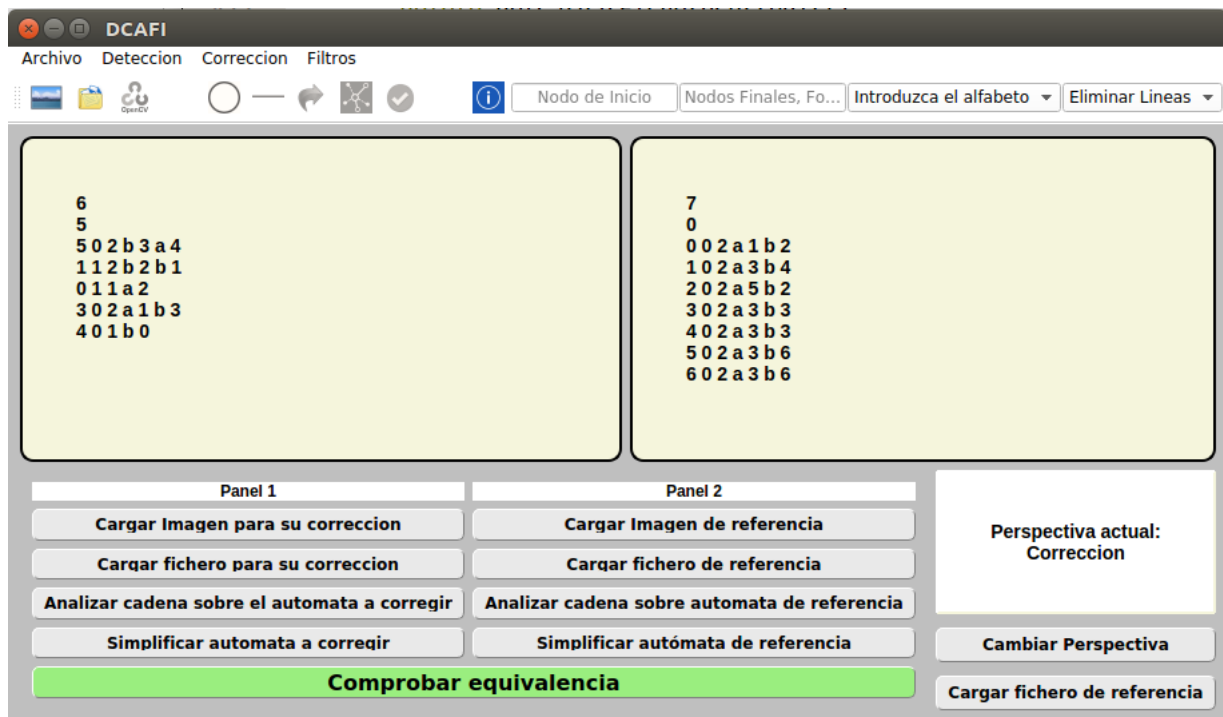 DCAFI
Archivo Deteccion Correccion Filtros
OpenCV
Nodo de Inicio
Nodos Finales, Fo...
Introduzca el alfabeto
Eliminar Lineas
6
5
5 0 2 b 3 a 4
1 1 2 b 2 b 1
0 1 1 a 2
3 0 2 a 1 b 3
4 0 1 b 0
7
0
0 0 2 a 1 b 2
1 0 2 a 3 b 4
2 0 2 a 5 b 2
3 0 2 a 3 b 3
4 0 2 a 3 b 3
5 0 2 a 3 b 6
6 0 2 a 3 b 6
Panel 1
Cargar Imagen para su correccion
Cargar fichero para su correccion
Analizar cadena sobre el automata a corregir
Simplificar automata a corregir
Panel 2
Cargar Imagen de referencia
Cargar fichero de referencia
Analizar cadena sobre automata de referencia
Simplificar autómata de referencia
Comprobar equivalencia
Perspectiva actual:
Correccion
Cambiar Perspectiva
Cargar fichero de referencia